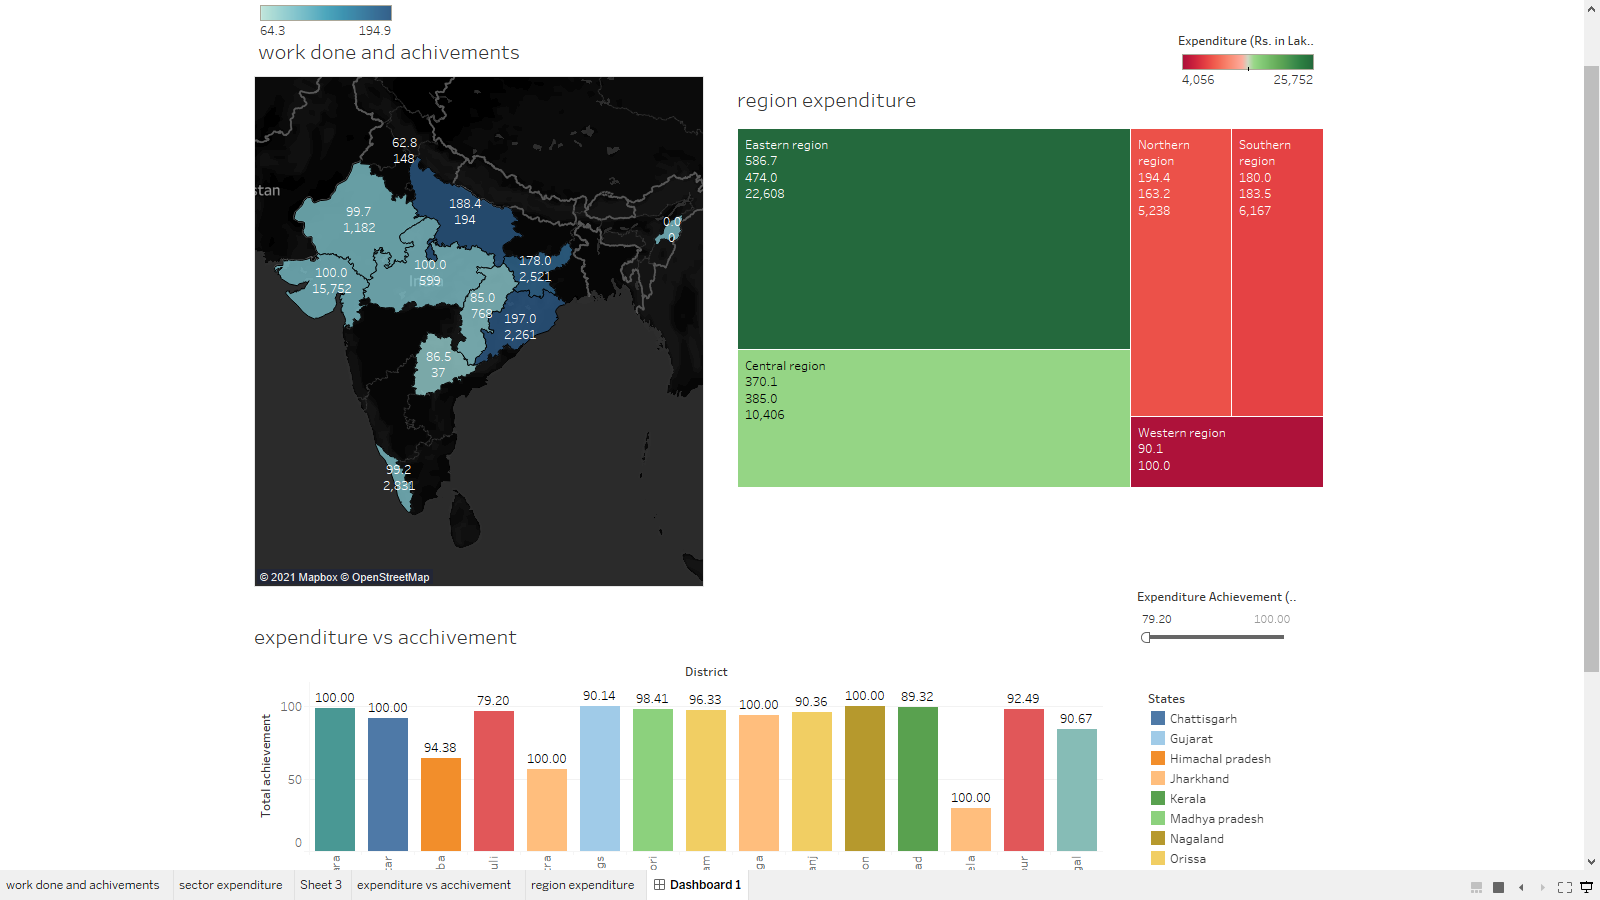 64.3 194.9
work done and achivements
Expenditure (Rs. in Lak..
4,056 25,752
region expenditure
62.8
148
stan
99.7
1,182
188.4
194
0.0
0
100.0
15,752
100.0
599
178.0
2,521
85.0
768
197.0
2,261
86.5
37
99.2
2,831
© 2021 Mapbox © OpenStreetMap
Eastern region
586.7
474.0
22,608
Northern
region
194.4
163.2
5,238
Southern
region
180.0
183.5
6,167
Central region
370.1
385.0
10,406
Western region
90.1
100.0
Expenditure Achievement (..
79.20 100.00
expenditure vs acchivement
District
Total achievement
100
50
0
100.00
100.00
94.38
79.20
100.00
90.14
98.41
96.33
100.00
90.36
100.00
89.32
100.00
92.49
90.67
ara
tar
ba
uli
tra
gs
ori
am
ga
anj
on
ad
ela
our
gal
States
Chattisgarh
Gujarat
Himachal pradesh
Jharkhand
Kerala
Madhya pradesh
Nagaland
Orissa
work done and achivements sector expenditure Sheet 3 expenditure vs acchivement region expenditure Dashboard 1